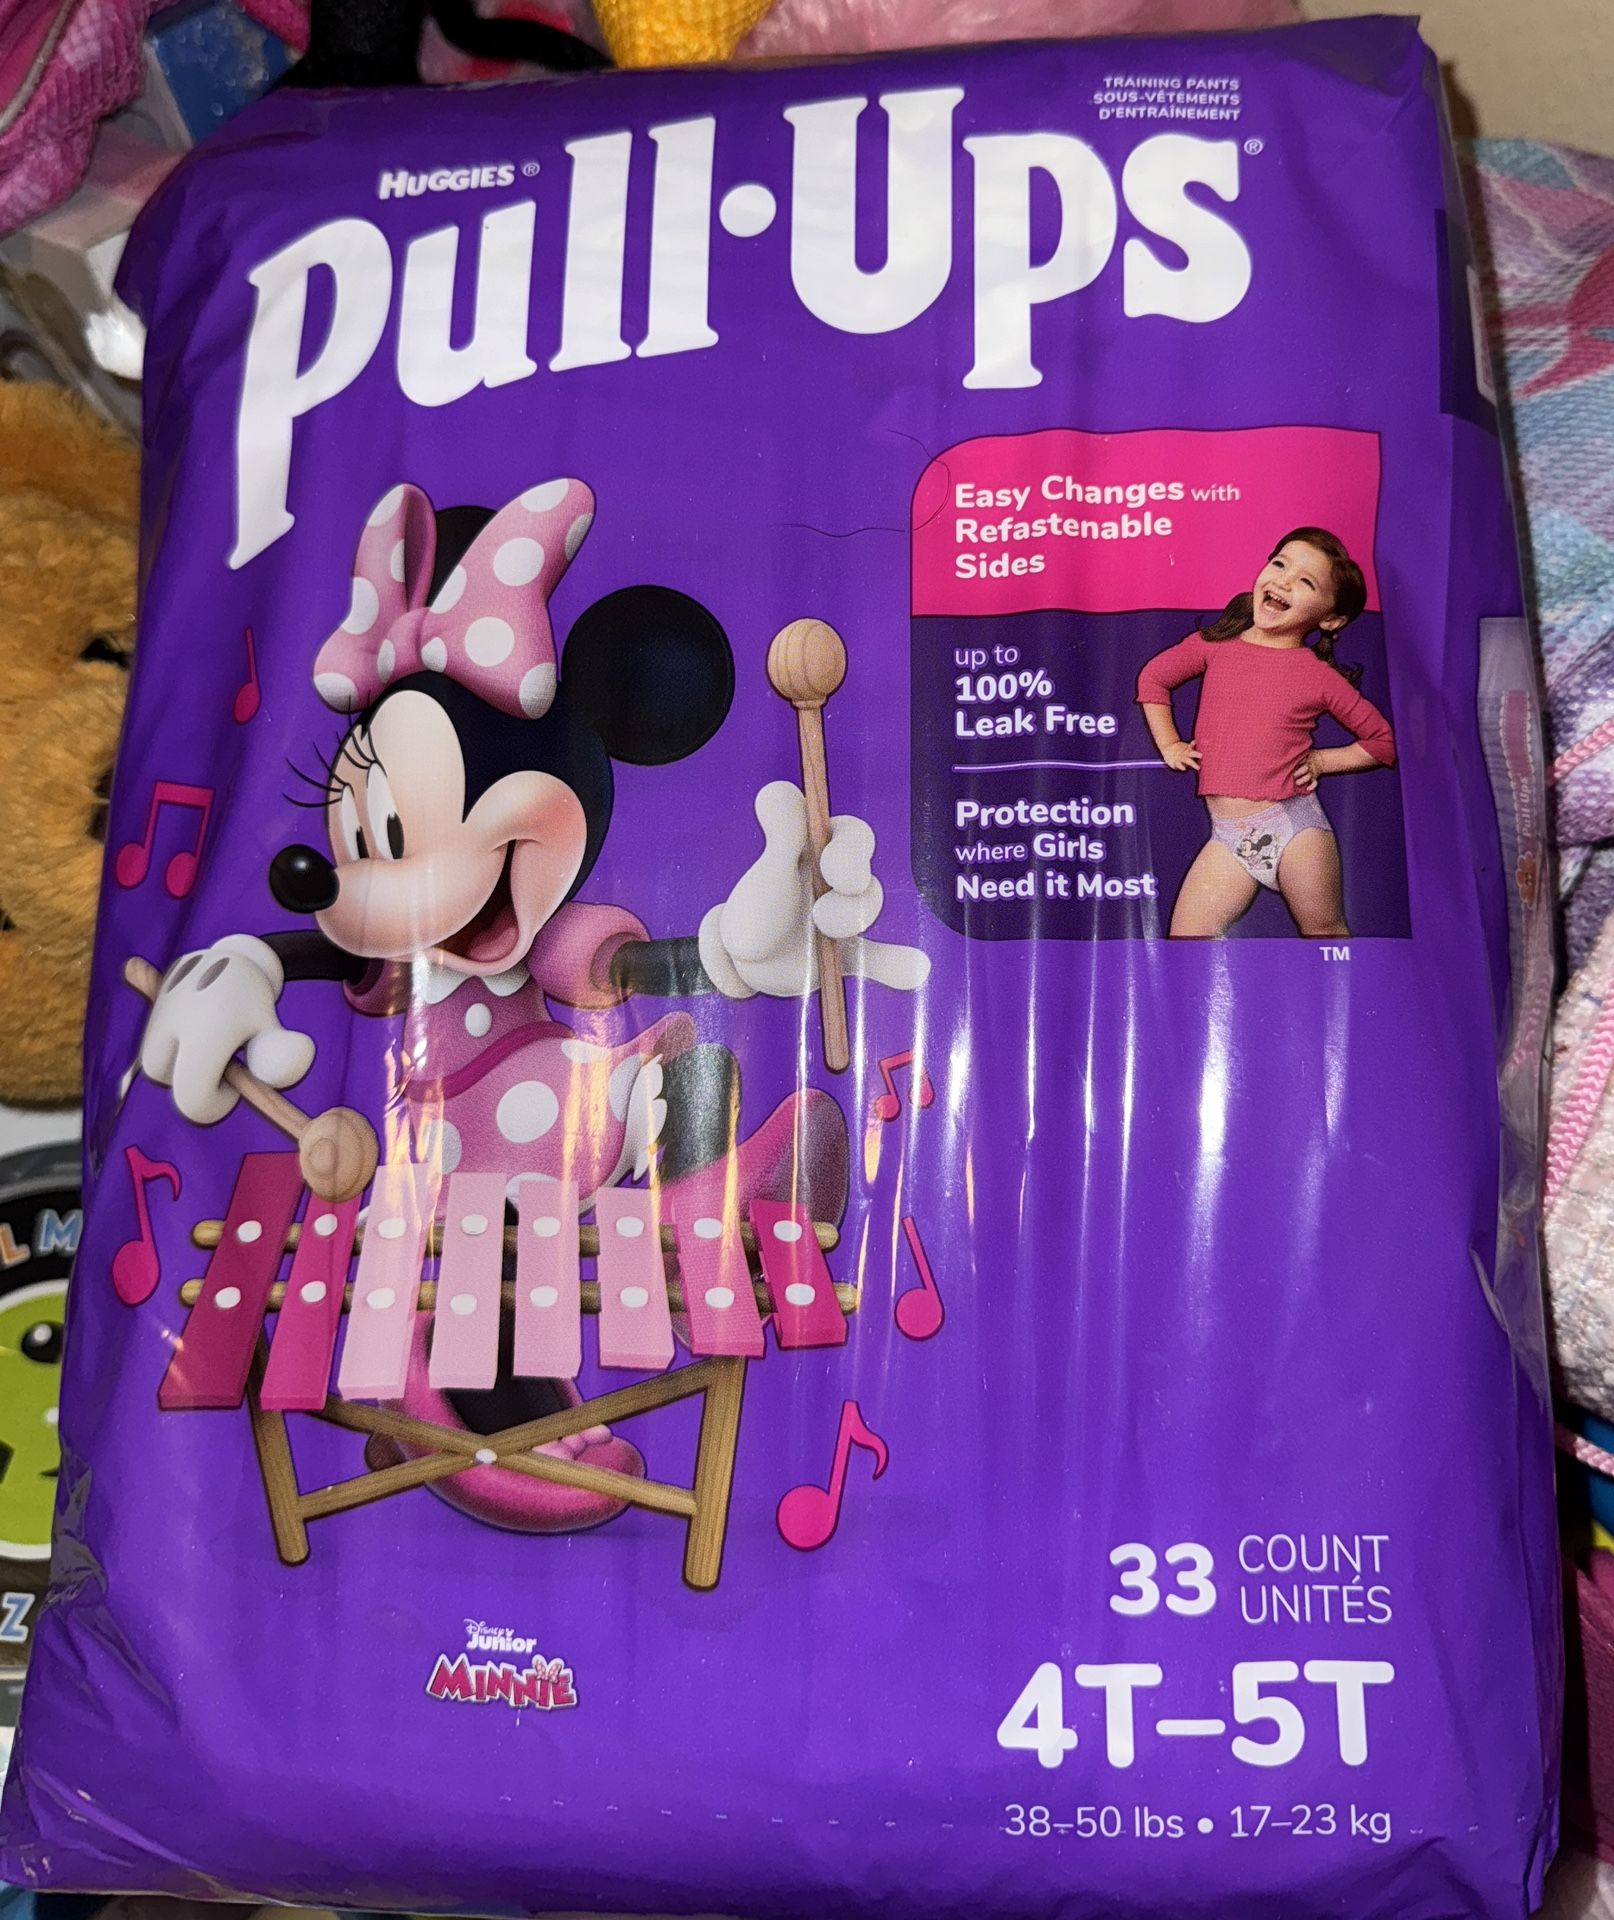 TRAINING PANTS
SOUS-VÊTEMENTS
D'ENTRAÎNEMENT
HUGGIES®
Pull·Ups®
Easy Changes with
Refastenable
Sides
up to
100%
Leak Free
Protection
where Girls
Need it Most
TM
33 COUNT
UNITÉS
4T–5T
38–50 lbs • 17–23 kg
Disney
Junior
MINNIE
L M
Z